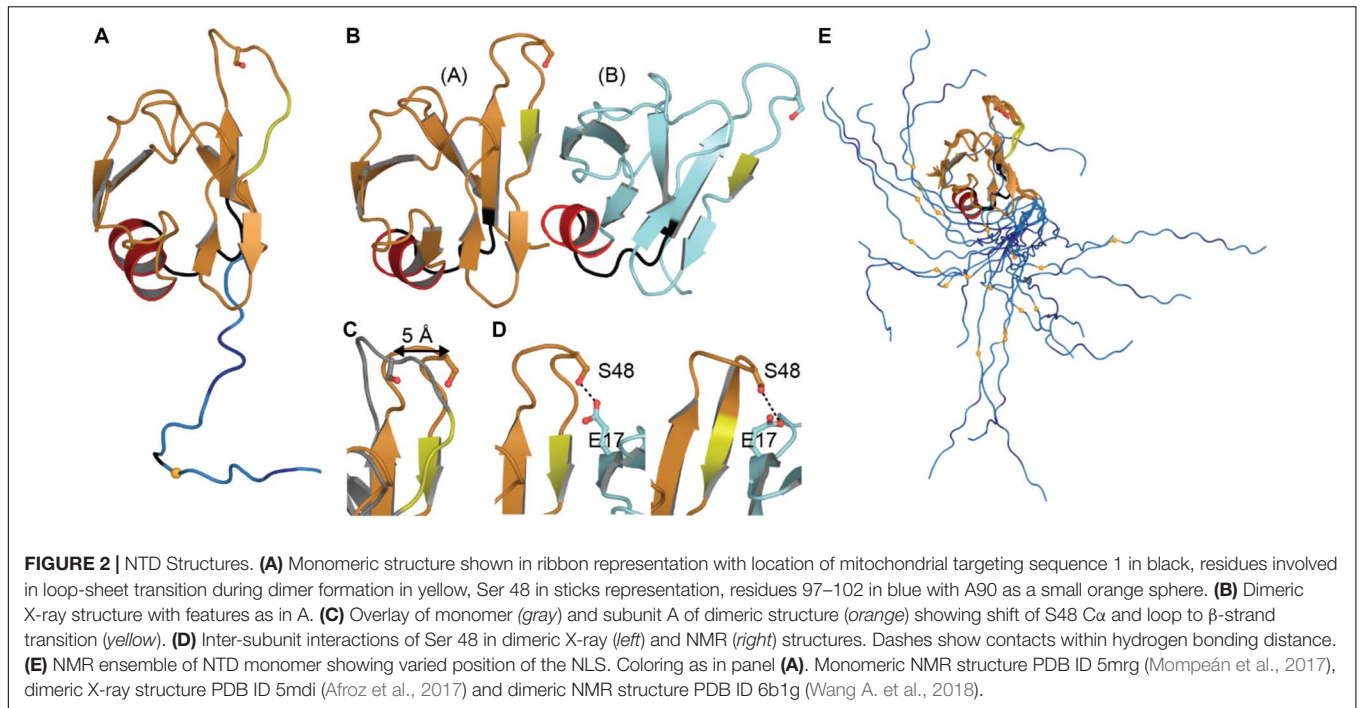 A
B
E
(A)
(B)
C
5 Å
D
S48
S48
E17
E17
FIGURE 2 | NTD Structures. (A) Monomeric structure shown in ribbon representation with location of mitochondrial targeting sequence 1 in black, residues involved
in loop-sheet transition during dimer formation in yellow, Ser 48 in sticks representation, residues 97–102 in blue with A90 as a small orange sphere. (B) Dimeric
X-ray structure with features as in A. (C) Overlay of monomer (gray) and subunit A of dimeric structure (orange) showing shift of S48 Cα and loop to β-strand
transition (yellow). (D) Inter-subunit interactions of Ser 48 in dimeric X-ray (left) and NMR (right) structures. Dashes show contacts within hydrogen bonding distance.
(E) NMR ensemble of NTD monomer showing varied position of the NLS. Coloring as in panel (A). Monomeric NMR structure PDB ID 5mrg (Mompeán et al., 2017),
dimeric X-ray structure PDB ID 5mdi (Afroz et al., 2017) and dimeric NMR structure PDB ID 6b1g (Wang A. et al., 2018).